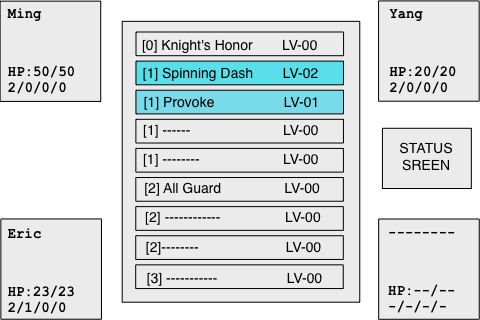 Ming
HP:50/50
2/0/0/0
[0] Knight's Honor LV-00
[1] Spinning Dash LV-02
[1] Provoke LV-01
[1] ------ LV-00
[1] -------- LV-00
[2] All Guard LV-00
[2] ------------ LV-00
[2]-------- LV-00
[3] ----------- LV-00
Yang
HP:20/20
2/0/0/0
STATUS
SREEN
Eric
HP:23/23
2/1/0/0
--------
HP:--/--
-/-/-/-